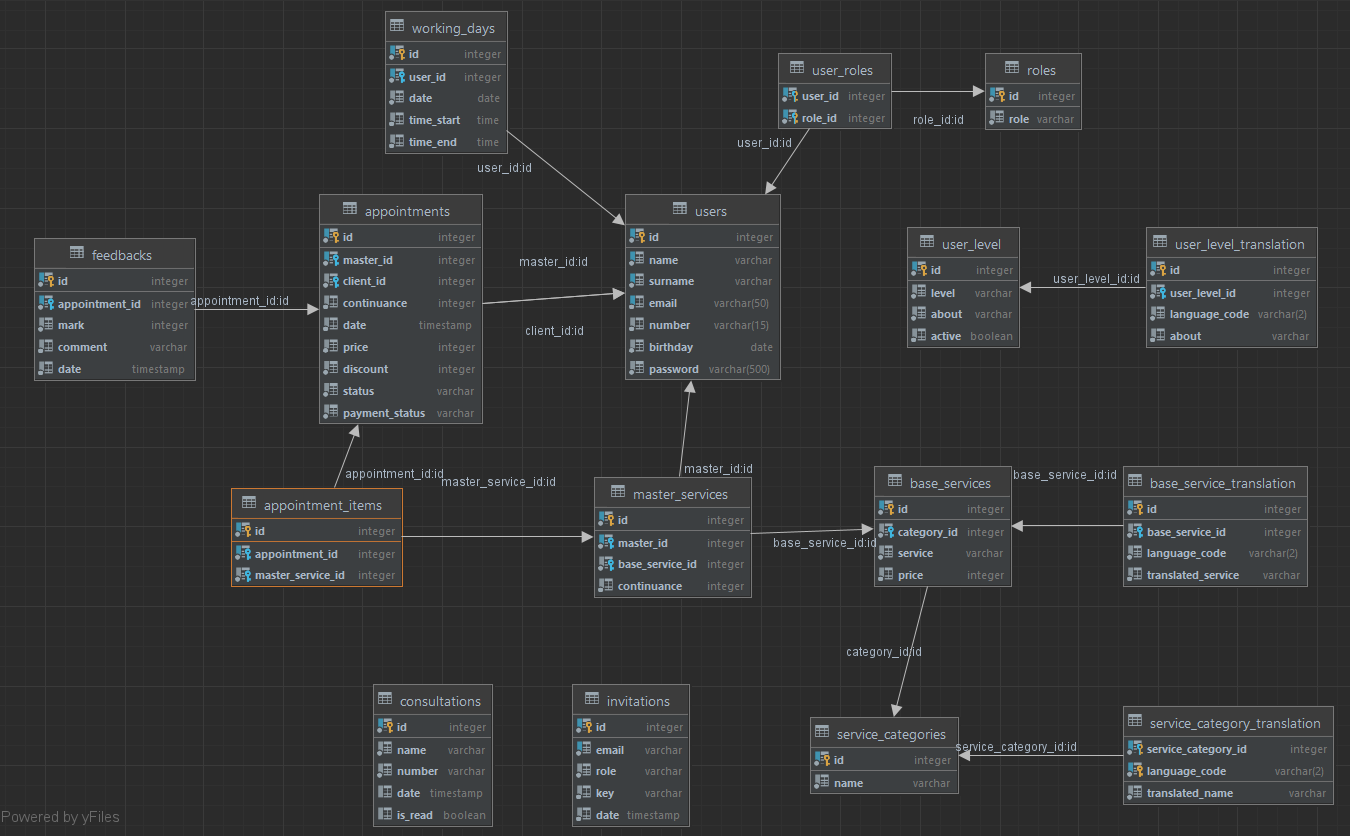 working_days
id integer
user_id integer
date date
time_start time
time_end time
user_id:id
user_roles
user_id integer
role_id integer
role_id:id
user_id:id
roles
id integer
role varchar
appointments
id integer
master_id integer
client_id integer
continuance integer
date timestamp
price integer
discount integer
status varchar
payment_status varchar
master_id:id
client_id:id
users
id integer
name varchar
surname varchar
email varchar(50)
number varchar(15)
birthday date
password varchar(500)
feedbacks
id integer
appointment_id integer
mark integer
comment varchar
date timestamp
appointment_id:id
user_level
id integer
level varchar
about varchar
active boolean
user_level_id:id
user_level_translation
id integer
user_level_id integer
language_code varchar(2)
about varchar
appointment_id:id
master_service_id:id
master_id:id
appointment_items
id integer
appointment_id integer
master_service_id integer
master_services
id integer
master_id integer
base_service_id integer
continuance integer
base_service_id:id
base_services
id integer
category_id integer
service varchar
price integer
base_service_id:id
base_service_translation
id integer
base_service_id integer
language_code varchar(2)
translated_service varchar
category_id:id
consultations
id integer
name varchar
number varchar
date timestamp
is_read boolean
invitations
id integer
email varchar
role varchar
key varchar
date timestamp
service_categories
id integer
name varchar
service_category_id:id
service_category_translation
service_category_id integer
language_code varchar(2)
translated_name varchar
Powered by yFiles